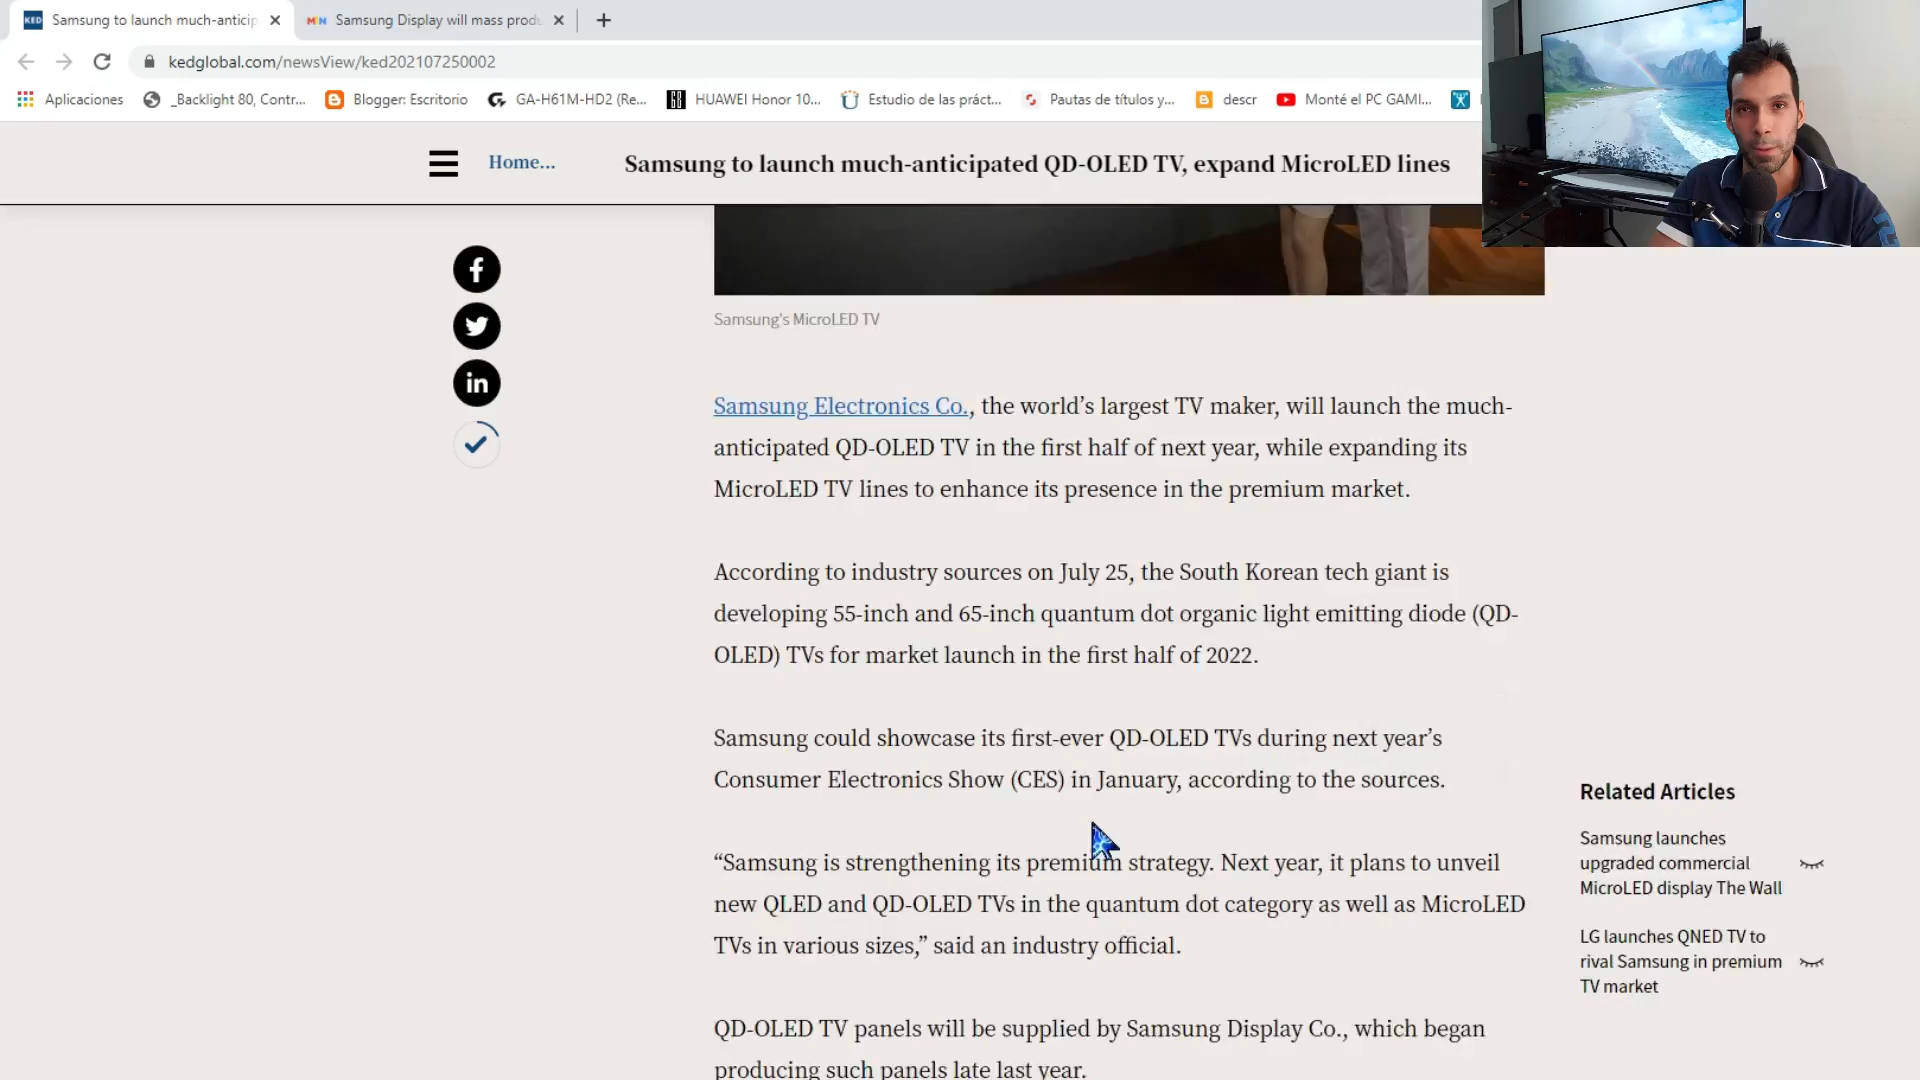 KED
Samsung to launch much-anticip
Samsung Display will mass produ
kedglobal.com/newsView/ked202107250002
Aplicaciones
_Backlight 80, Contr...
Blogger: Escritorio
GA-H61M-HD2 (Re...
HUAWEI Honor 10...
Estudio de las práct...
Pautas de títulos y...
descr
Monté el PC GAMI...
Home...
Samsung to launch much-anticipated QD-OLED TV, expand MicroLED lines
Samsung's MicroLED TV
Samsung Electronics Co., the world’s largest TV maker, will launch the much-
anticipated QD-OLED TV in the first half of next year, while expanding its
MicroLED TV lines to enhance its presence in the premium market.
According to industry sources on July 25, the South Korean tech giant is
developing 55-inch and 65-inch quantum dot organic light emitting diode (QD-
OLED) TVs for market launch in the first half of 2022.
Samsung could showcase its first-ever QD-OLED TVs during next year’s
Consumer Electronics Show (CES) in January, according to the sources.
“Samsung is strengthening its premium strategy. Next year, it plans to unveil
new QLED and QD-OLED TVs in the quantum dot category as well as MicroLED
TVs in various sizes,” said an industry official.
QD-OLED TV panels will be supplied by Samsung Display Co., which began
producing such panels late last year.
Related Articles
Samsung launches
upgraded commercial
MicroLED display The Wall
LG launches QNED TV to
rival Samsung in premium
TV market